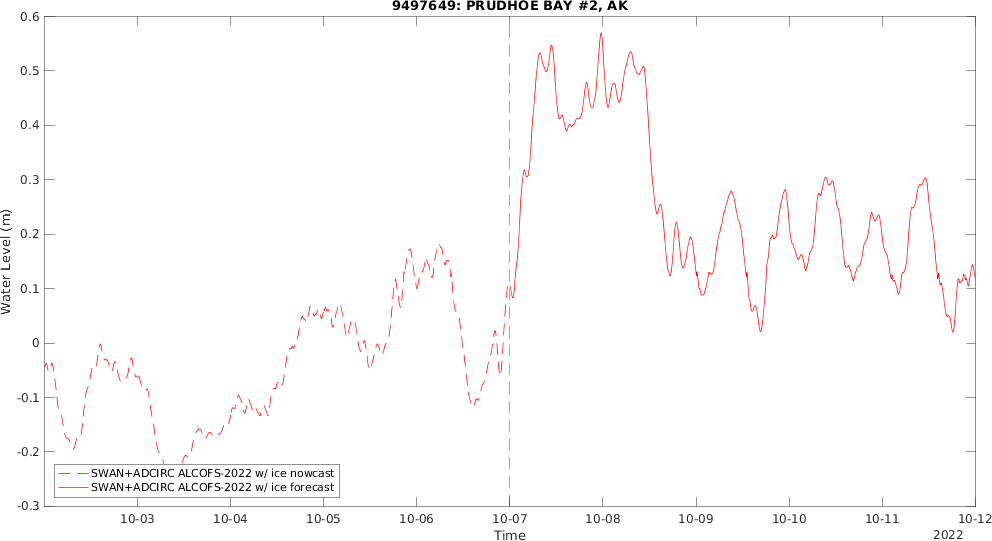 9497649: PRUDHOE BAY #2, AK
0.6
0.5
0.4
0.3
0.2
0.1
0
-0.1
-0.2
-0.3
Water Level (m)
SWAN+ADCIRC ALCOFS-2022 w/ ice nowcast
SWAN+ADCIRC ALCOFS-2022 w/ ice forecast
10-03 10-04 10-05 10-06 10-07 10-08 10-09 10-10 10-11 10-12
Time
2022